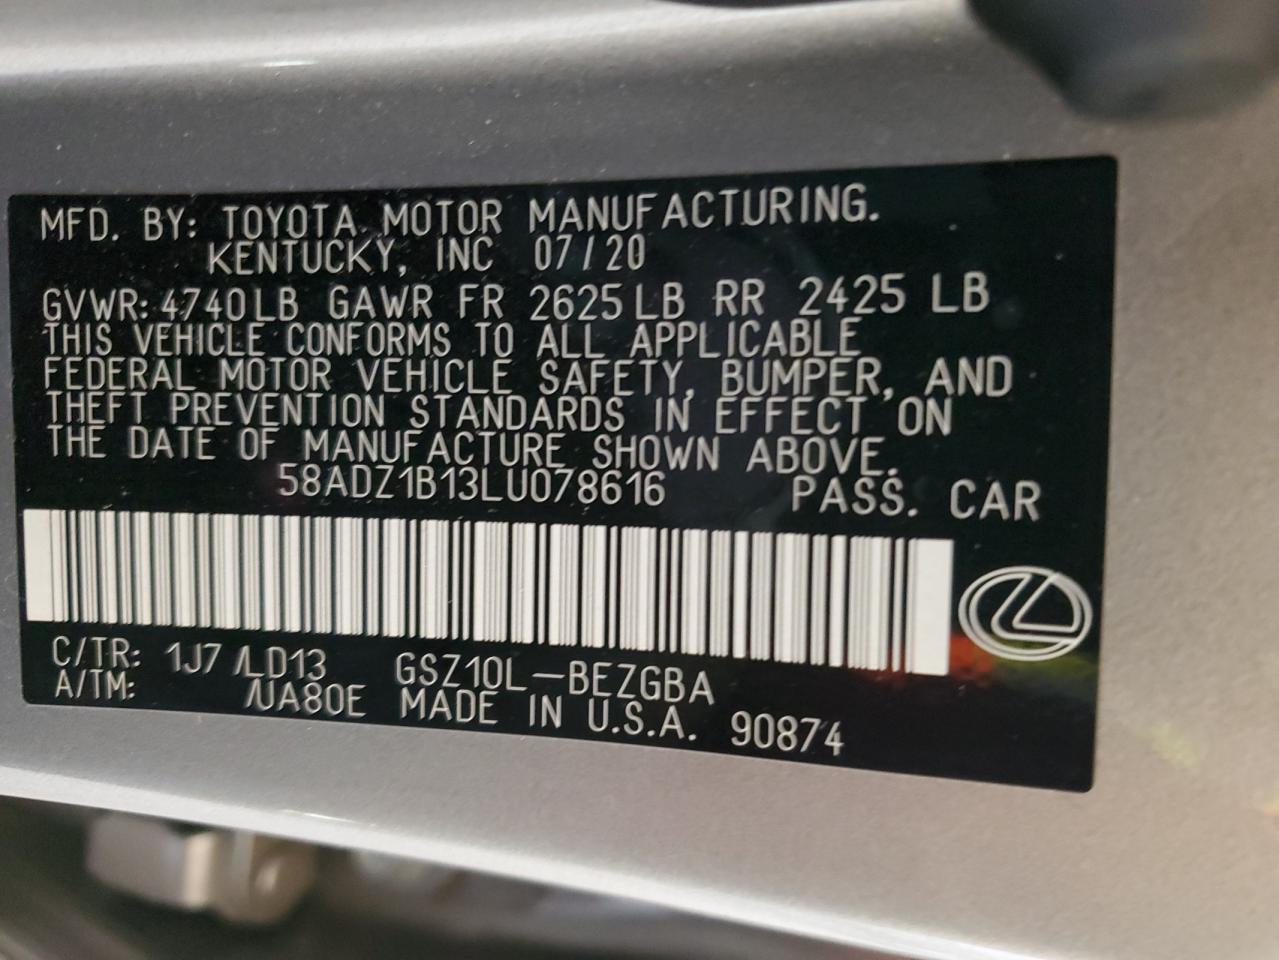 MFD. BY: TOYOTA MOTOR MANUFACTURING.
KENTUCKY, INC 07/20
GVWR: 4740LB GAWR FR 2625LB RR 2425 LB
THIS VEHICLE CONFORMS TO ALL APPLICABLE
FEDERAL MOTOR VEHICLE SAFETY, BUMPER, AND
THEFT PREVENTION STANDARDS IN EFFECT ON
THE DATE OF MANUFACTURE SHOWN ABOVE.
58ADZ1B13LU078616 PASS. CAR
C/TR: 1J7 /LD13 GSZ10L-BEZGBA
A/TM: /UA80E MADE IN U.S.A. 90874